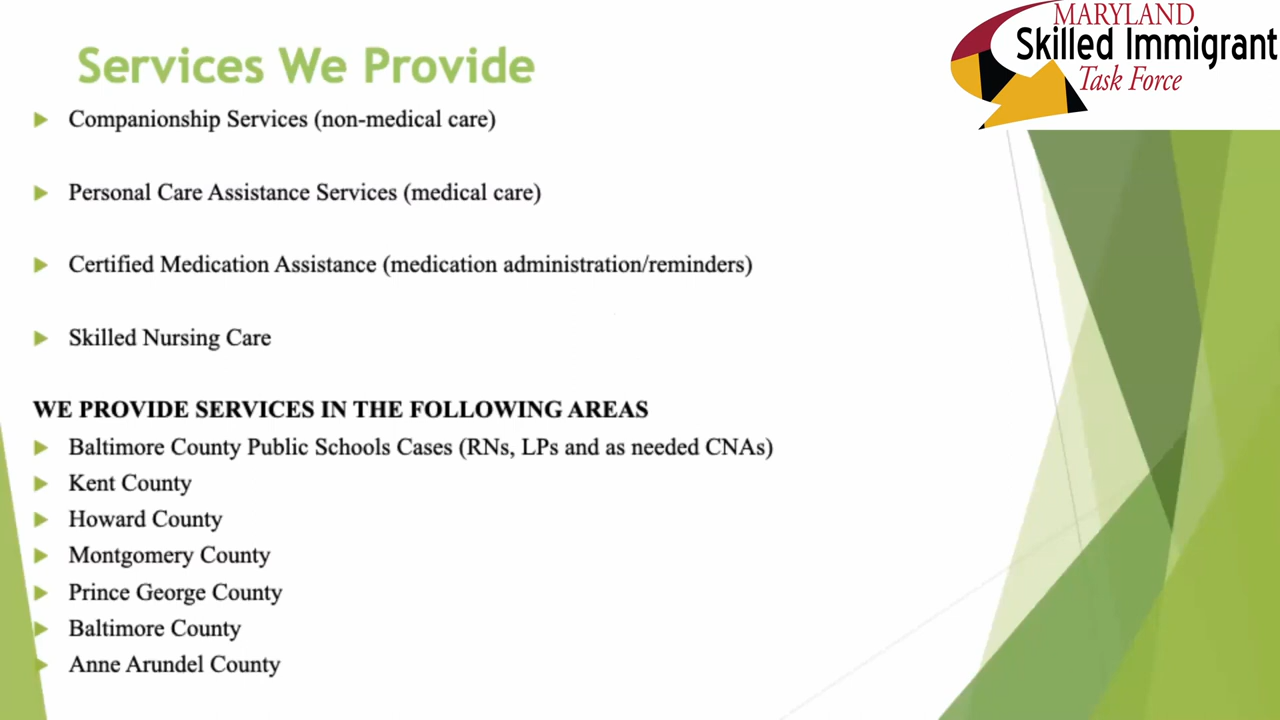 MARYLAND
Skilled Immigrant
Task Force
Services We Provide
Companionship Services (non-medical care)
Personal Care Assistance Services (medical care)
Certified Medication Assistance (medication administration/reminders)
Skilled Nursing Care
WE PROVIDE SERVICES IN THE FOLLOWING AREAS
Baltimore County Public Schools Cases (RNs, LPs and as needed CNAs)
Kent County
Howard County
Montgomery County
Prince George County
Baltimore County
Anne Arundel County